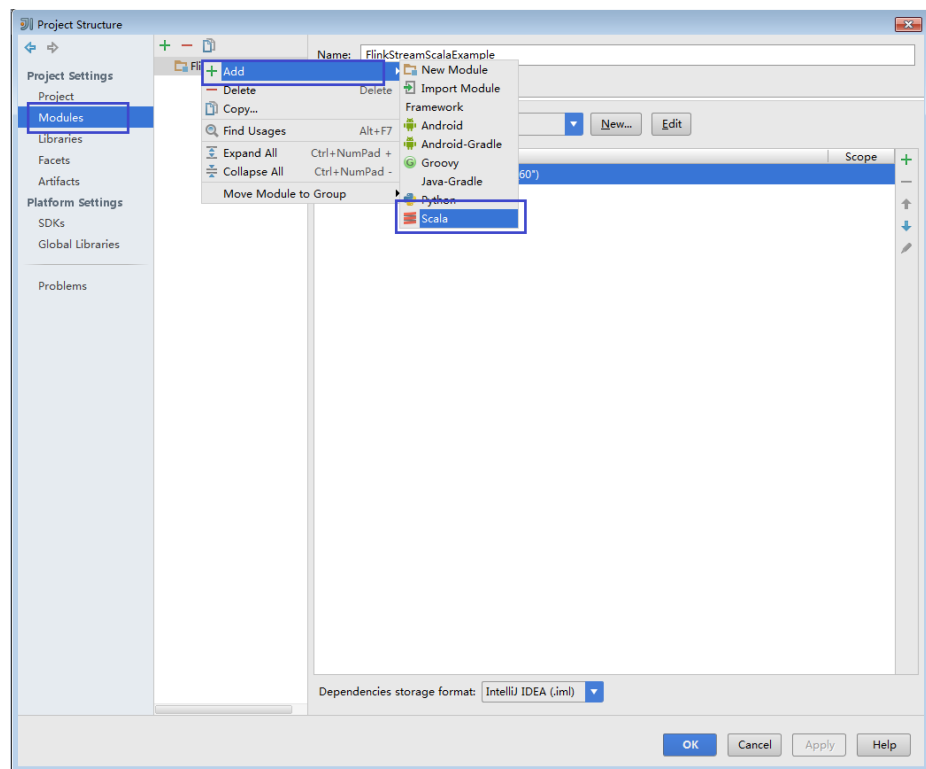 Project Structure
Name: FlinkStreamScalaExample
Project Settings
Project
Modules
Libraries
Facets
Artifacts
Platform Settings
SDKs
Global Libraries
Problems
Add
Delete Delete
Copy...
Find Usages Alt+F7
Expand All Ctrl+NumPad +
Collapse All Ctrl+NumPad -
Move Module to Group
New Module
Import Module
Framework
Android
Android-Gradle
Groovy
Java-Gradle
Python
Scala
New... Edit
Scope
60")
Dependencies storage format: IntelliJ IDEA (.iml)
OK Cancel Apply Help